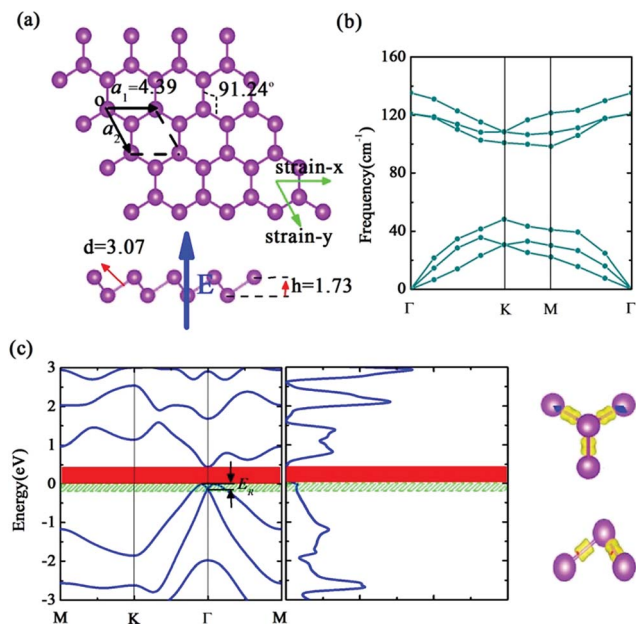 (a)
a₁=4.39
91.24°
o
a₂
strain-x
strain-y
d=3.07
E
h=1.73
(b)
160
120
80
40
0
Frequency(cm⁻¹)
Γ K M Γ
(c)
3
2
1
0
-1
-2
-3
Energy(eV)
E_R
M K Γ M